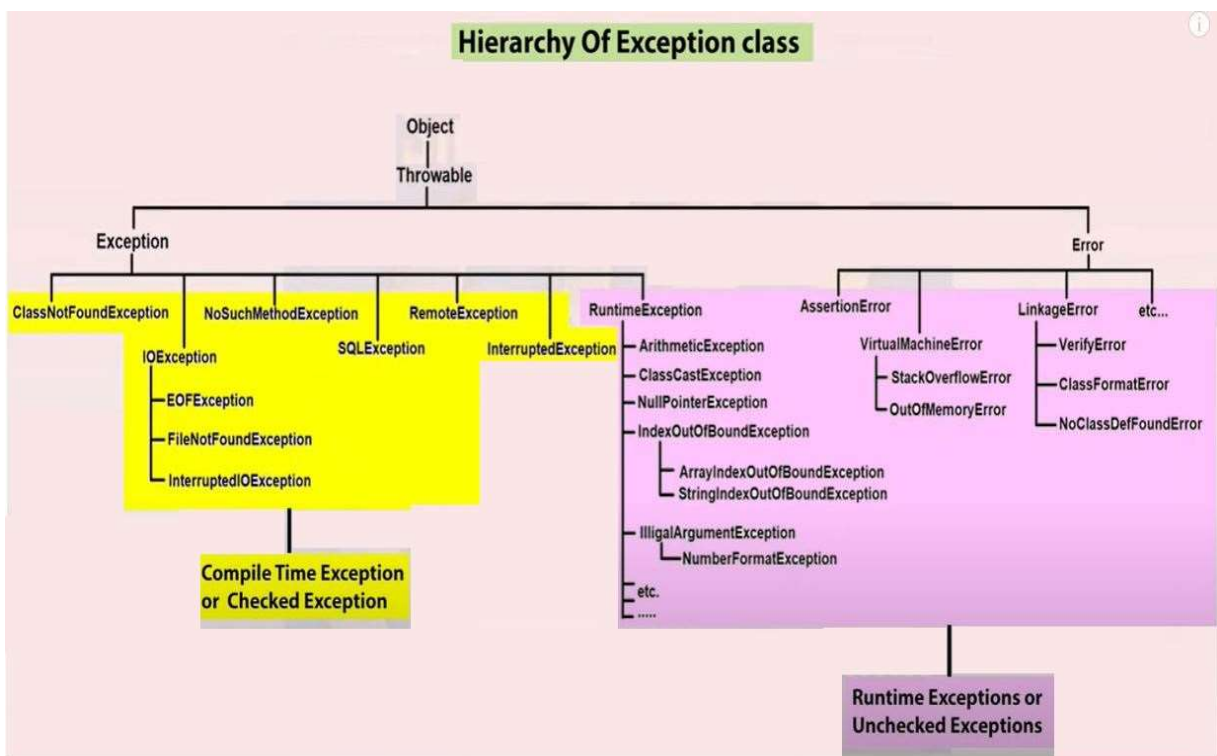 Hierarchy Of Exception class
Object
Throwable
Exception
Error
ClassNotFoundException
IOException
EOFException
FileNotFoundException
InterruptedIOException
NoSuchMethodException
SQLException
RemoteException
InterruptedException
RuntimeException
ArithmeticException
ClassCastException
NullPointerException
IndexOutOfBoundException
ArrayIndexOutOfBoundException
StringIndexOutOfBoundException
IlligalArgumentException
NumberFormatException
etc.
.....
AssertionError
VirtualMachineError
StackOverflowError
OutOfMemoryError
LinkageError
VerifyError
ClassFormatError
NoClassDefFoundError
etc...
Compile Time Exception
or Checked Exception
Runtime Exceptions or
Unchecked Exceptions